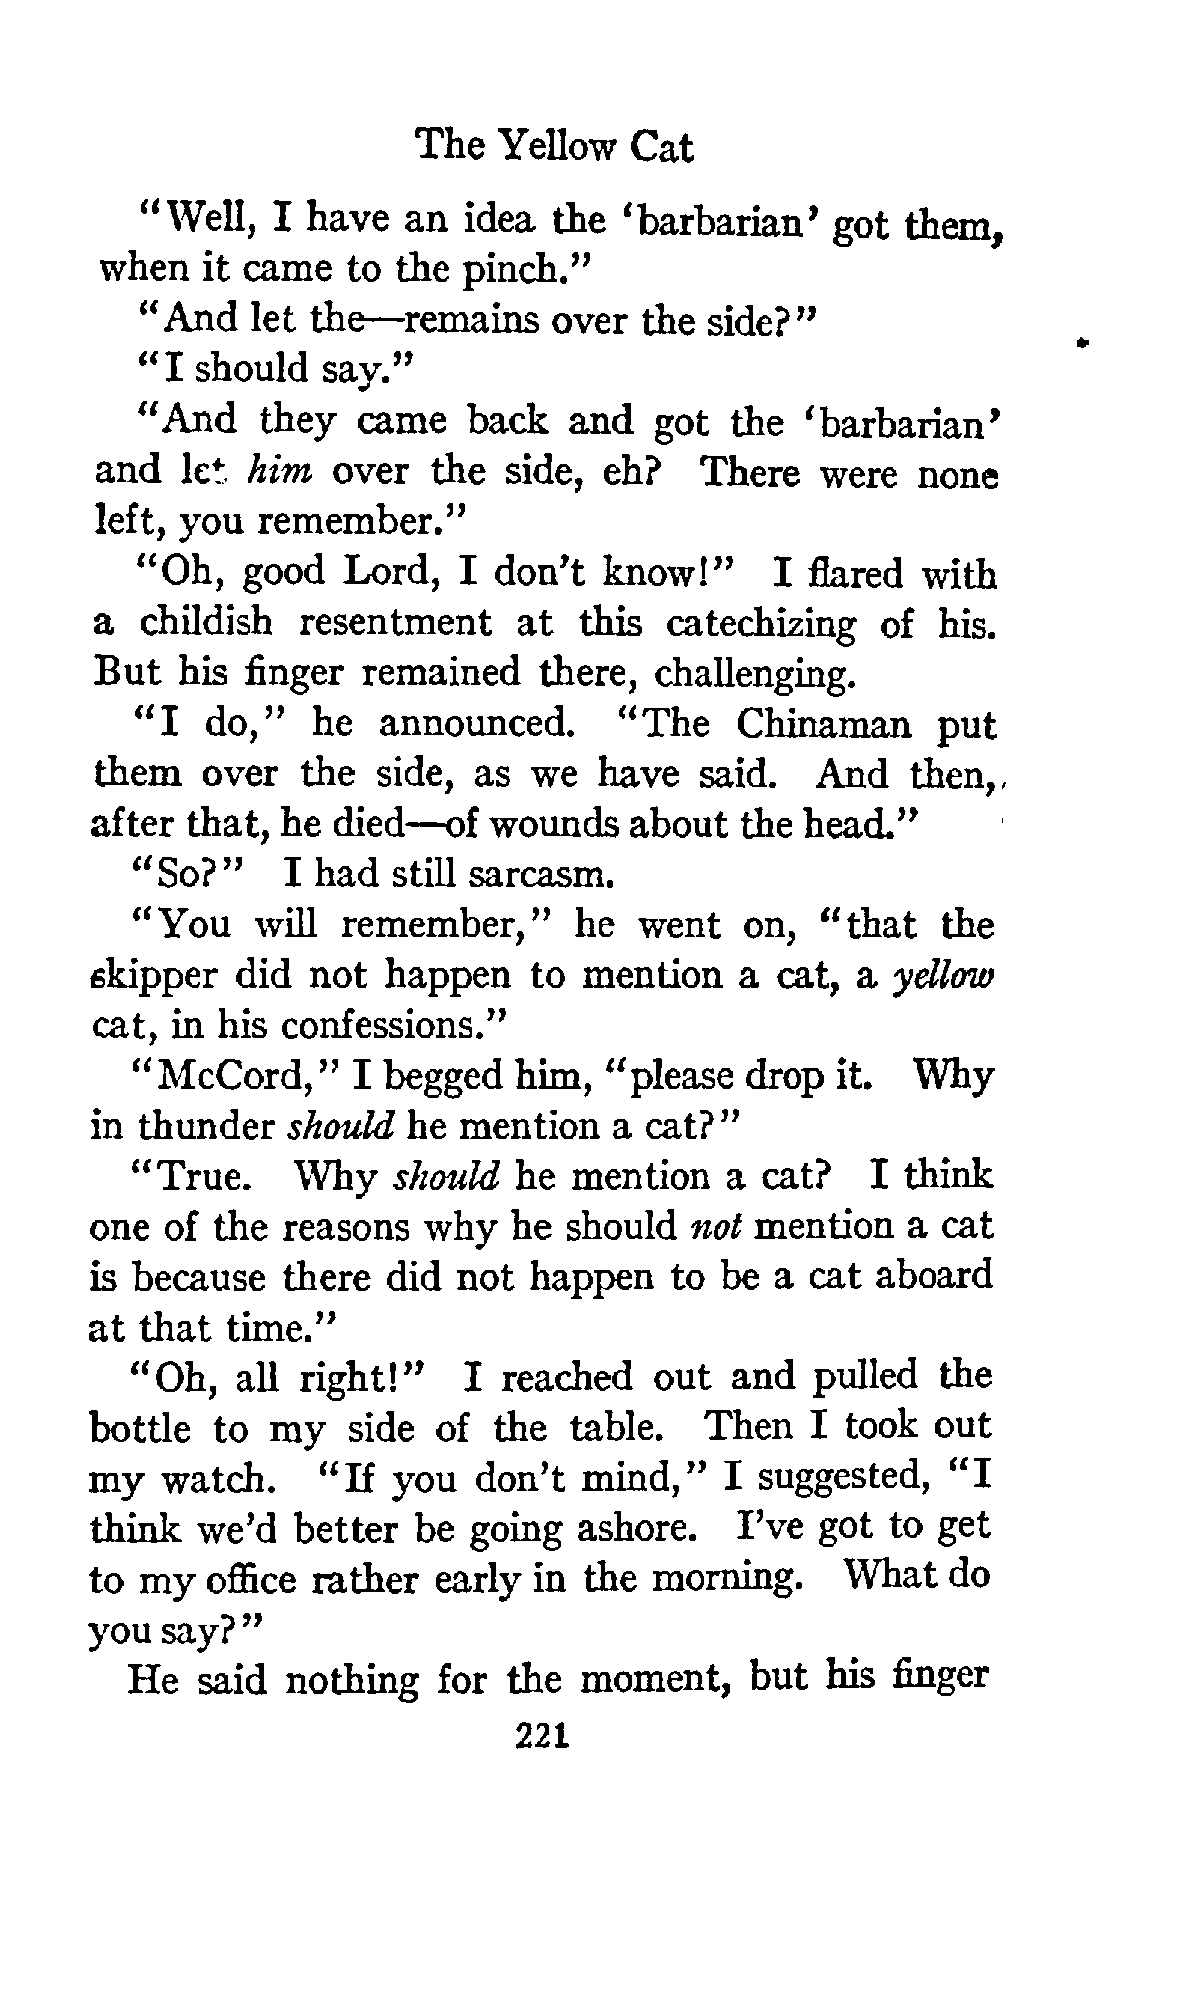 The Yellow Cat
"Well, I have an idea the 'barbarian' got them,
when it came to the pinch."
"And let the—remains over the side?"
"I should say."
"And they came back and got the 'barbarian'
and let him over the side, eh? There were none
left, you remember."
"Oh, good Lord, I don't know!" I flared with
a childish resentment at this catechizing of his.
But his finger remained there, challenging.
"I do," he announced. "The Chinaman put
them over the side, as we have said. And then,
after that, he died—of wounds about the head."
"So?" I had still sarcasm.
"You will remember," he went on, "that the
skipper did not happen to mention a cat, a yellow
cat, in his confessions."
"McCord," I begged him, "please drop it. Why
in thunder should he mention a cat?"
"True. Why should he mention a cat? I think
one of the reasons why he should not mention a cat
is because there did not happen to be a cat aboard
at that time."
"Oh, all right!" I reached out and pulled the
bottle to my side of the table. Then I took out
my watch. "If you don't mind," I suggested, "I
think we'd better be going ashore. I've got to get
to my office rather early in the morning. What do
you say?"
He said nothing for the moment, but his finger
221